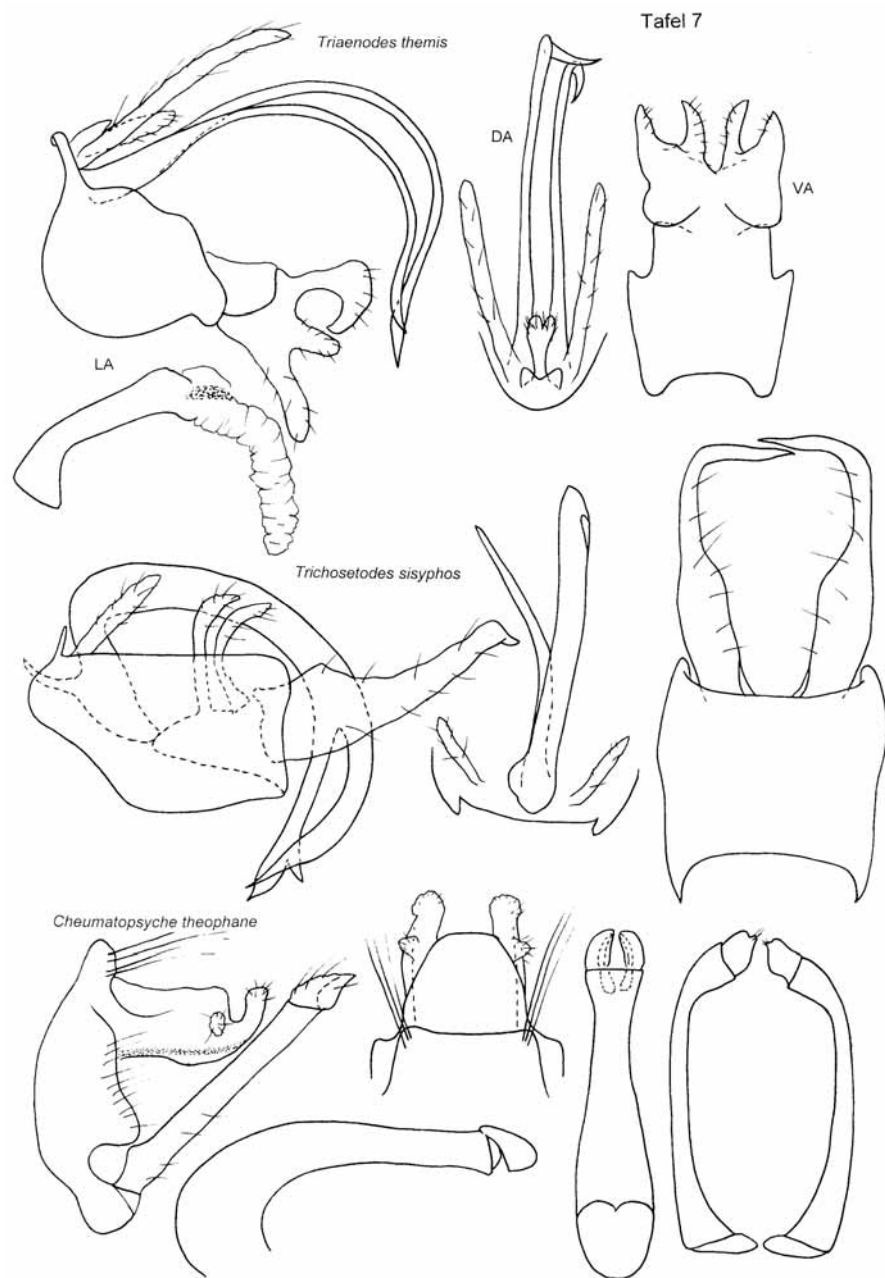 Tafel 7
Triaenodes themis
DA
VA
LA
Trichosetodes sisyphos
Cheumatopsyche theophane